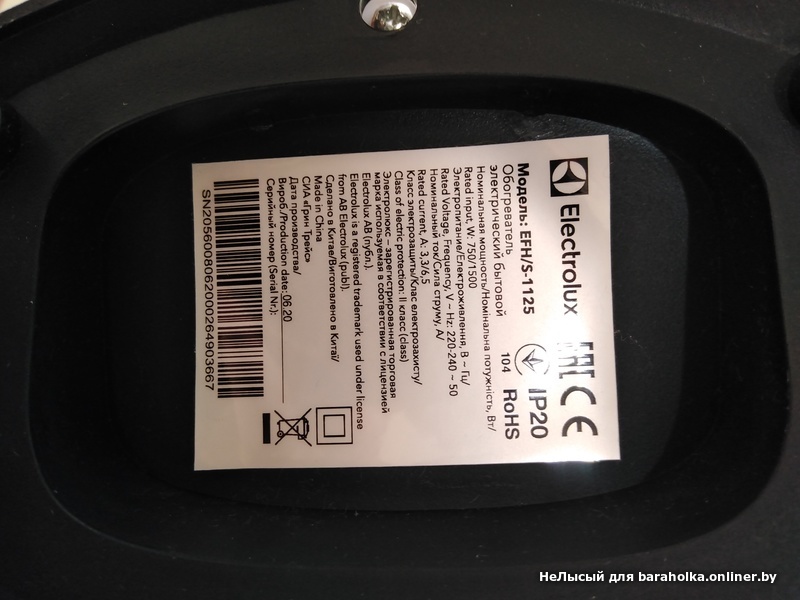 Electrolux
EAC CE
Модель: EFH/S-1125
IP20
104 RoHS
Обогреватель
электрический бытовой
Номинальная мощность/Номінальна потужність, Вт/
Rated input, W: 750/1500
Электропитание/Електроживлення, В ~ Гц/
Rated Voltage, Frequency, V ~ Hz: 220-240 ~ 50
Номинальный ток/Сила струму, А/
Rated current, A: 3,3/6,5
Класс электрозащиты/Клас електрозахисту/
Class of electric protection: II класс (class)
Электролюкс – зарегистрированная торговая
марка используемая в соответствии с лицензией
Electrolux AB (публ.).
Electrolux is a registered trademark used under license
from AB Electrolux (publ).
Сделано в Китае/Виготовлено в Китаї/
Made in China
СИА «Грин Трейс»
Дата производства/
Вироб./Production date: 06.20
Серийный номер (Serial Nr.):
SN2056008062000264903667
НеЛысый для baraholka.onliner.by